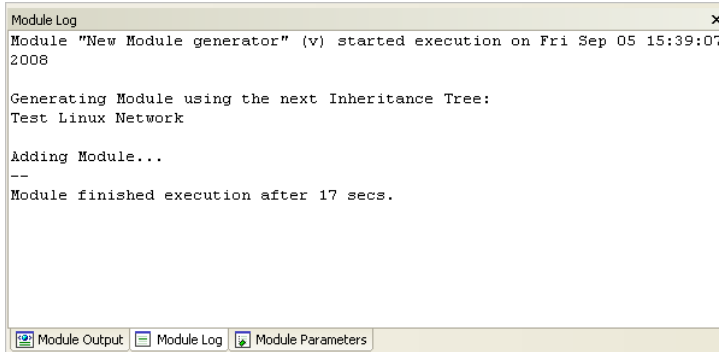 Module Log
Module "New Module generator" (v) started execution on Fri Sep 05 15:39:07
2008
Generating Module using the next Inheritance Tree:
Test Linux Network
Adding Module...
--
Module finished execution after 17 secs.
Module Output Module Log Module Parameters